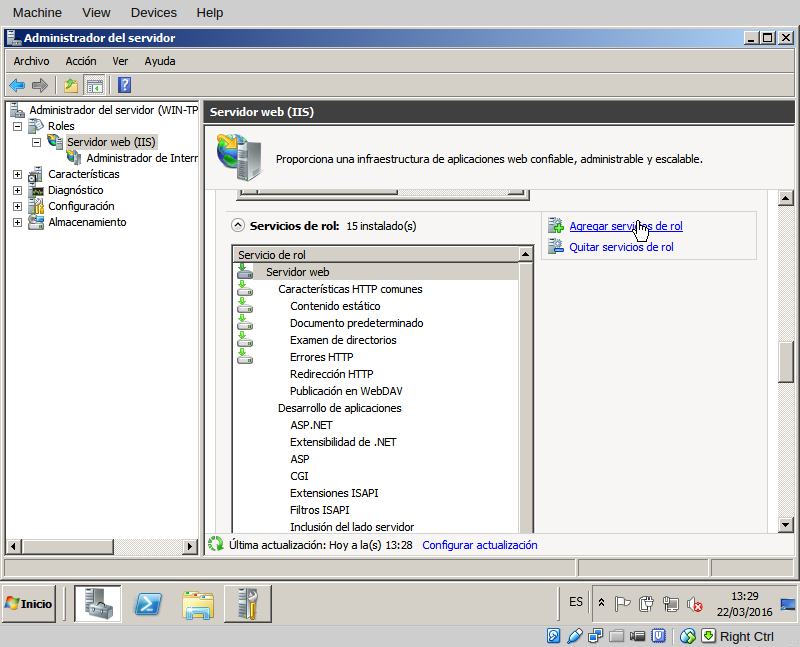 Machine View Devices Help
Administrador del servidor
Archivo Acción Ver Ayuda
Administrador del servidor (WIN-TP
Roles
Servidor web (IIS)
Administrador de Interr
Características
Diagnóstico
Configuración
Almacenamiento
Servidor web (IIS)
Proporciona una infraestructura de aplicaciones web confiable, administrable y escalable.
Servicios de rol: 15 instalado(s)
Agregar servicios de rol
Quitar servicios de rol
Servicio de rol
Servidor web
Características HTTP comunes
Contenido estático
Documento predeterminado
Examen de directorios
Errores HTTP
Redirección HTTP
Publicación en WebDAV
Desarrollo de aplicaciones
ASP.NET
Extensibilidad de .NET
ASP
CGI
Extensiones ISAPI
Filtros ISAPI
Inclusión del lado servidor
Última actualización: Hoy a la(s) 13:28 Configurar actualización
Inicio
ES
13:29
22/03/2016
Right Ctrl